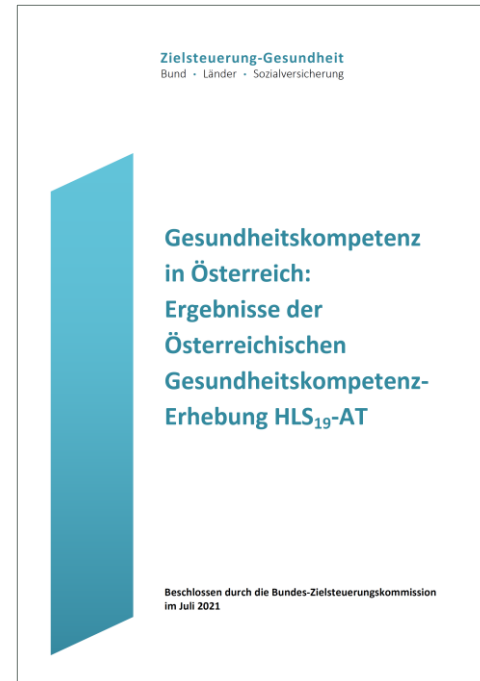 Zielsteuerung-Gesundheit
Bund • Länder • Sozialversicherung
Gesundheitskompetenz
in Österreich:
Ergebnisse der
Österreichischen
Gesundheitskompetenz-
Erhebung HLS₁₉-AT
Beschlossen durch die Bundes-Zielsteuerungskommission
im Juli 2021